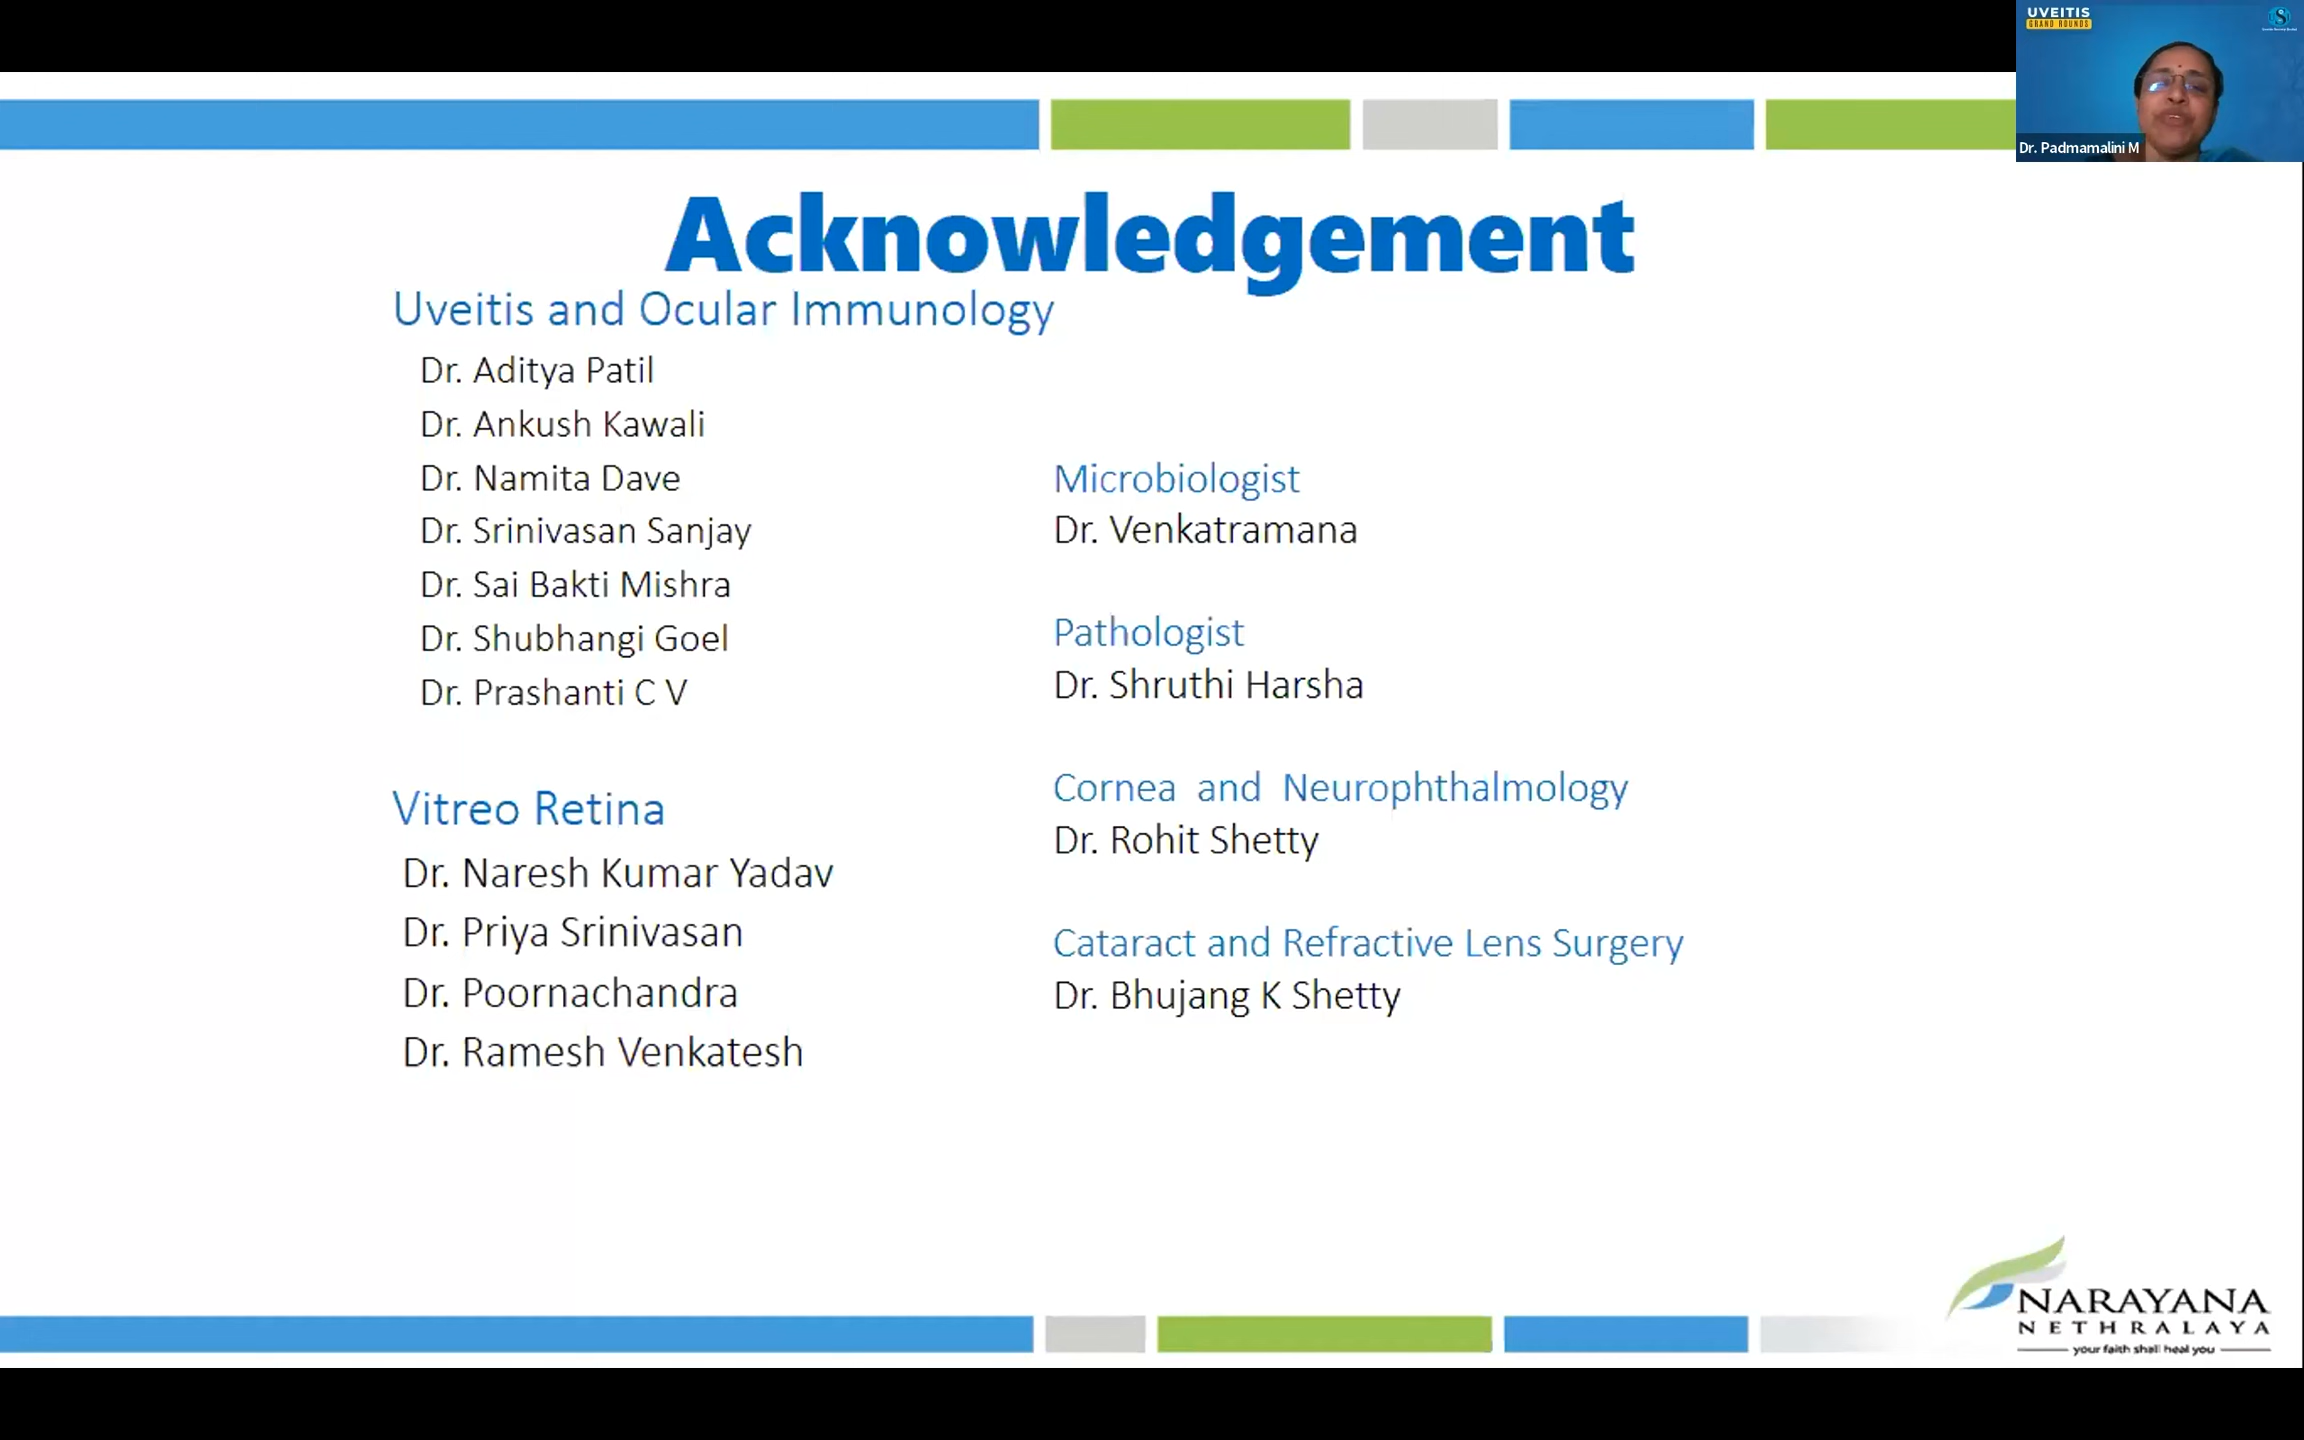 UVEITIS
GRAND ROUNDS
Dr. Padmamalini M
Acknowledgement
Uveitis and Ocular Immunology
Dr. Aditya Patil
Dr. Ankush Kawali
Dr. Namita Dave
Dr. Srinivasan Sanjay
Dr. Sai Bakti Mishra
Dr. Shubhangi Goel
Dr. Prashanti C V
Vitreo Retina
Dr. Naresh Kumar Yadav
Dr. Priya Srinivasan
Dr. Poornachandra
Dr. Ramesh Venkatesh
Microbiologist
Dr. Venkatramana
Pathologist
Dr. Shruthi Harsha
Cornea and Neurophthalmology
Dr. Rohit Shetty
Cataract and Refractive Lens Surgery
Dr. Bhujang K Shetty
NARAYANA
NETHRALAYA
your faith shall heal you